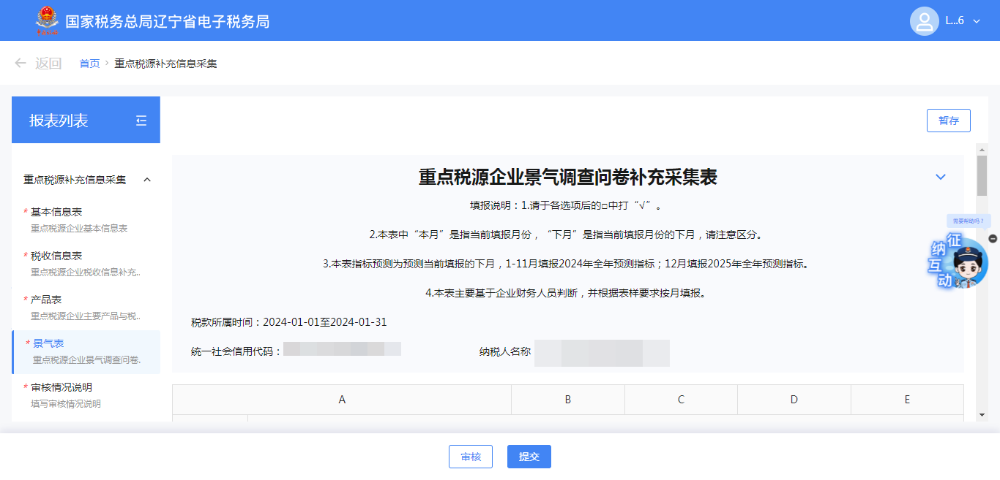 国家税务总局辽宁省电子税务局
L...6
返回 首页 > 重点税源补充信息采集
报表列表
暂存
重点税源补充信息采集
* 基本信息表
重点税源企业基本信息表
* 税收信息表
重点税源企业税收信息补充...
* 产品表
重点税源企业主要产品与税...
* 景气表
重点税源企业景气调查问卷...
* 审核情况说明
填写审核情况说明
重点税源企业景气调查问卷补充采集表
填报说明：1.请于各选项后的□中打“√”。
2.本表中“本月”是指当前填报月份，“下月”是指当前填报月份的下月，请注意区分。
3.本表指标预测为预测当前填报的下月，1-11月填报2024年全年预测指标；12月填报2025年全年预测指标。
4.本表主要基于企业财务人员判断，并根据表样要求按月填报。
税款所属时间：2024-01-01至2024-01-31
统一社会信用代码：
纳税人名称
A B C D E
需要帮助吗？
征纳互动
审核
提交